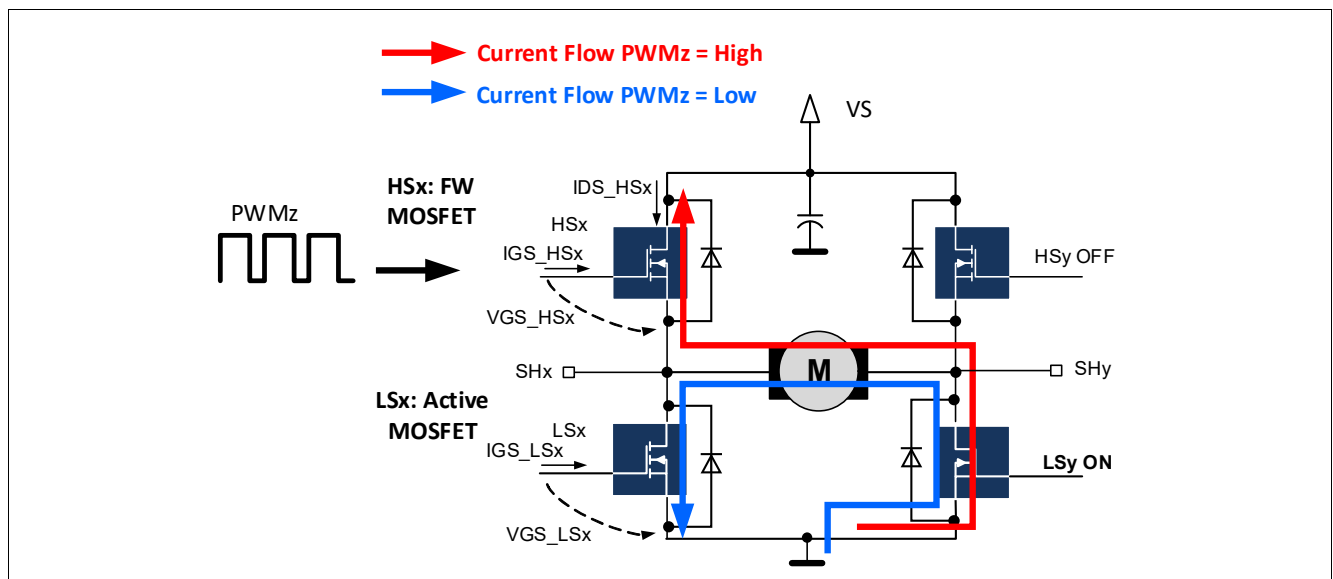 Current Flow PWMz = High
Current Flow PWMz = Low
VS
HSx: FW
MOSFET
IDS_HSx
PWMz
HSx
IGS_HSx
HSy OFF
VGS_HSx
M
SHx
SHy
LSx: Active
MOSFET
LSx
IGS_LSx
LSy ON
VGS_LSx